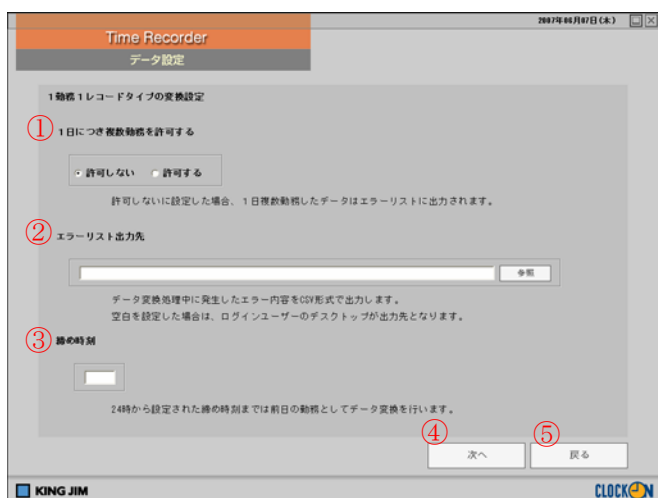 2007年06月07日(木)
Time Recorder
データ設定
1勤務1レコードタイプの変換設定
① 1日につき複数勤務を許可する
許可しない 許可する
許可しないに設定した場合、1日複数勤務したデータはエラーリストに出力されます。
② エラーリスト出力先
参照
データ変換処理中に発生したエラー内容をCSV形式で出力します。
空白を設定した場合は、ログインユーザーのデスクトップが出力先となります。
③ 締め時刻
24時から設定された締め時刻までは前日の勤務としてデータ変換を行います。
④ ⑤
次へ 戻る
KING JIM CLOCK ON